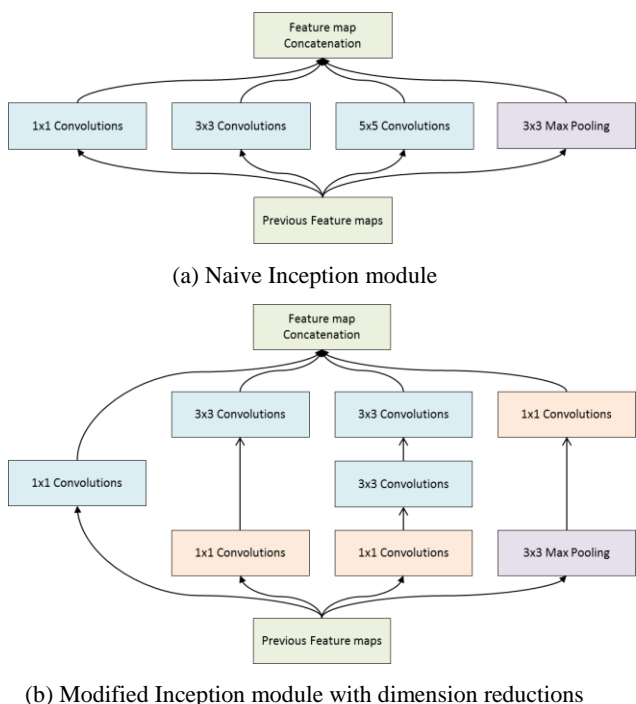 Feature map
Concatenation
1x1 Convolutions
3x3 Convolutions
5x5 Convolutions
3x3 Max Pooling
Previous Feature maps
(a) Naive Inception module
Feature map
Concatenation
3x3 Convolutions
3x3 Convolutions
1x1 Convolutions
1x1 Convolutions
3x3 Convolutions
1x1 Convolutions
1x1 Convolutions
3x3 Max Pooling
Previous Feature maps
(b) Modified Inception module with dimension reductions